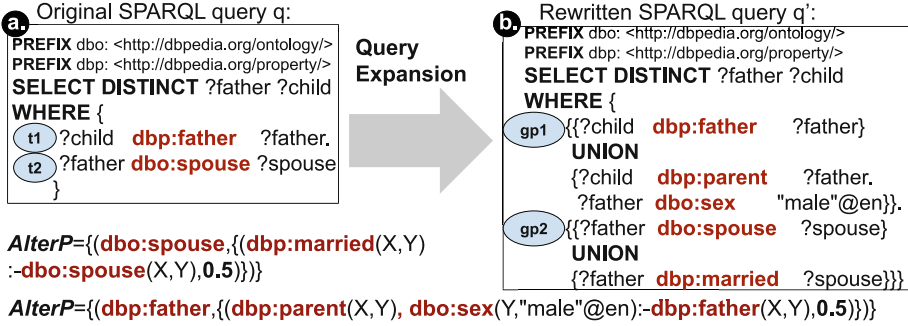 a. Original SPARQL query q:
PREFIX dbo: <http://dbpedia.org/ontology/>
PREFIX dbp: <http://dbpedia.org/property/>
SELECT DISTINCT ?father ?child
WHERE {
t1 ?child dbp:father ?father.
t2 ?father dbo:spouse ?spouse
}
Query
Expansion
b. Rewritten SPARQL query q':
PREFIX dbo: <http://dbpedia.org/ontology/>
PREFIX dbp: <http://dbpedia.org/property/>
SELECT DISTINCT ?father ?child
WHERE {
gp1 {{?child dbp:father ?father}
UNION
{?child dbp:parent ?father.
?father dbo:sex "male"@en}}.
gp2 {{?father dbo:spouse ?spouse}
UNION
{?father dbp:married ?spouse}}}
AlterP={(dbo:spouse,{(dbp:married(X,Y)
:-dbo:spouse(X,Y),0.5)})}
AlterP={(dbp:father,{(dbp:parent(X,Y), dbo:sex(Y,"male"@en):-dbp:father(X,Y),0.5)})}